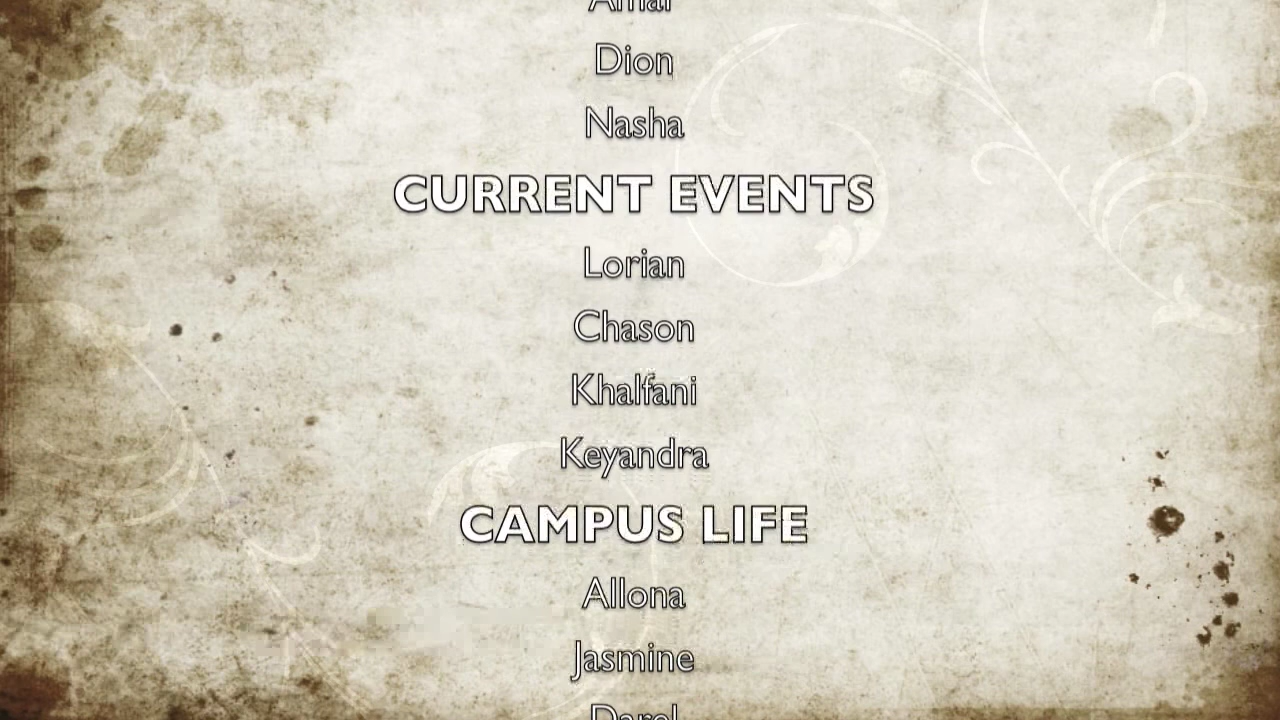 Dion
Nasha
CURRENT EVENTS
Lorian
Chason
Khalfani
Keyandra
CAMPUS LIFE
Allona
Jasmine